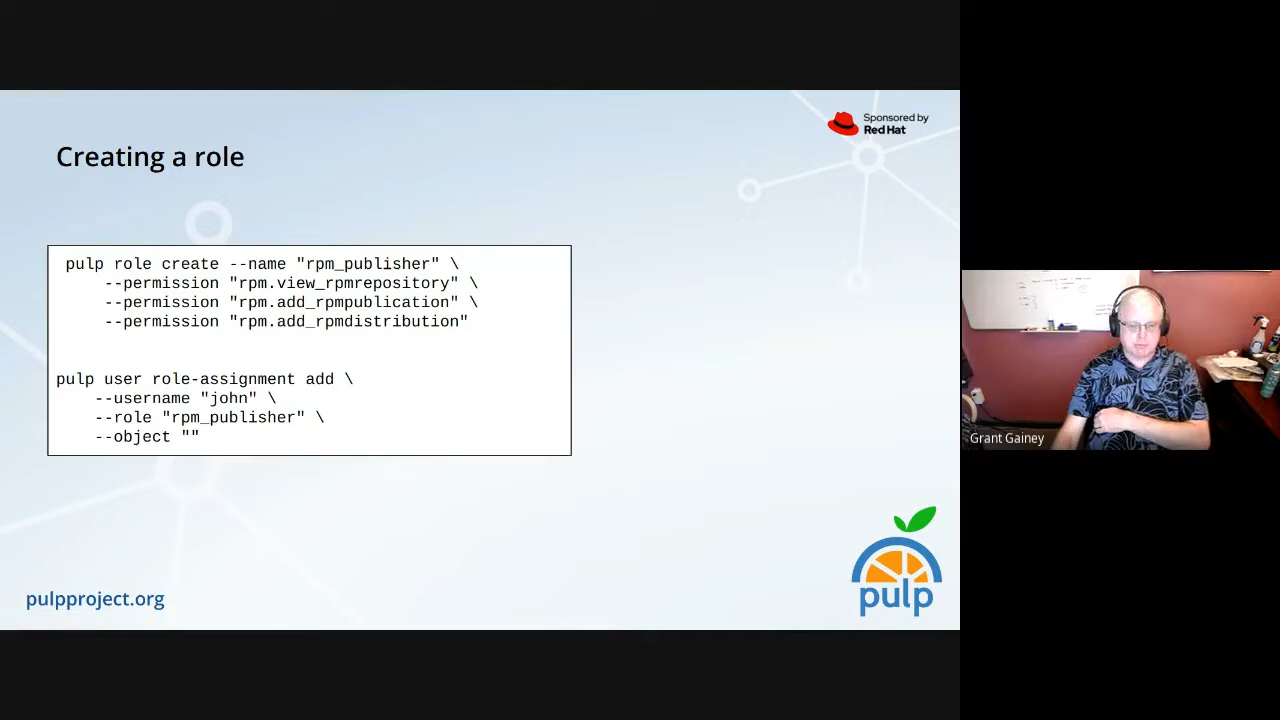 Sponsored by
Red Hat
Creating a role
pulp role create --name "rpm_publisher" \
--permission "rpm.view_rpmrepository" \
--permission "rpm.add_rpmpublication" \
--permission "rpm.add_rpmdistribution"
pulp user role-assignment add \
--username "john" \
--role "rpm_publisher" \
--object ""
Grant Gainey
pulpproject.org
pulp